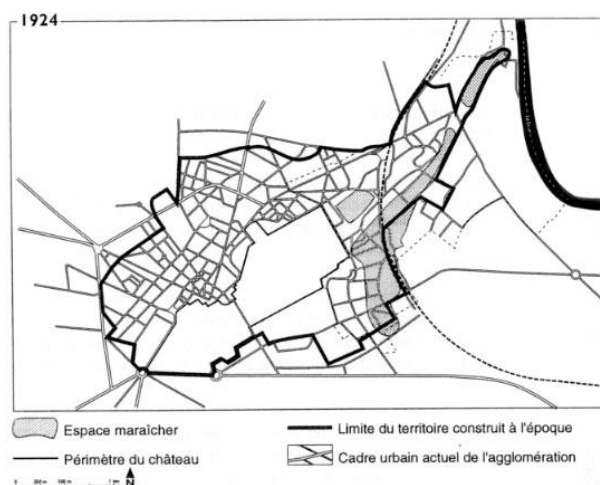 1924
Espace maraîcher
Limite du territoire construit à l'époque
Périmètre du château
Cadre urbain actuel de l'agglomération
N